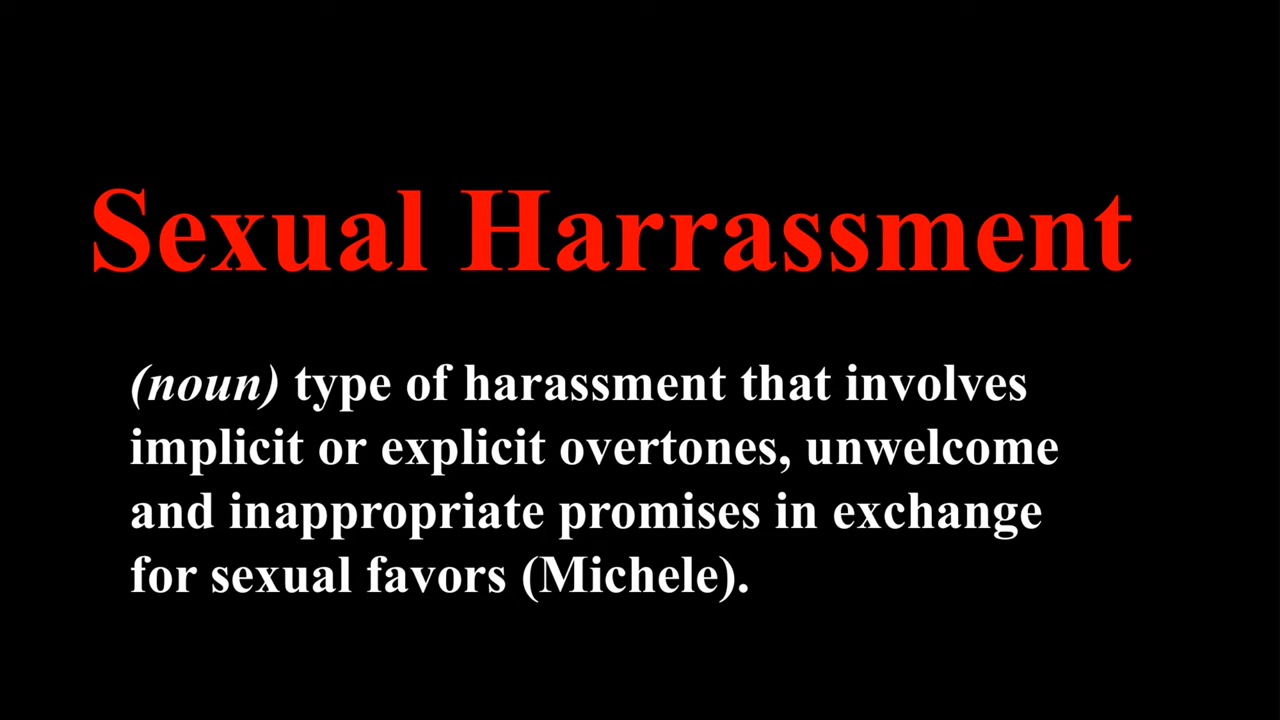 Sexual Harrassment
(noun) type of harassment that involves
implicit or explicit overtones, unwelcome
and inappropriate promises in exchange
for sexual favors (Michele).